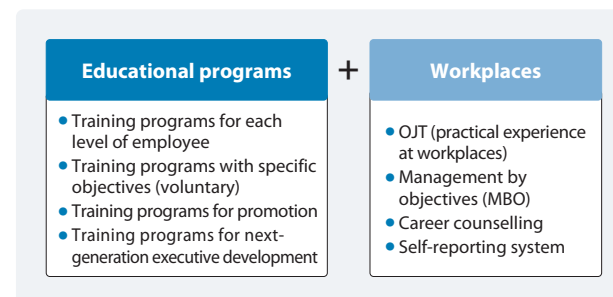 Educational programs
● Training programs for each
level of employee
● Training programs with specific
objectives (voluntary)
● Training programs for promotion
● Training programs for next-
generation executive development
+
Workplaces
● OJT (practical experience
at workplaces)
● Management by
objectives (MBO)
● Career counselling
● Self-reporting system